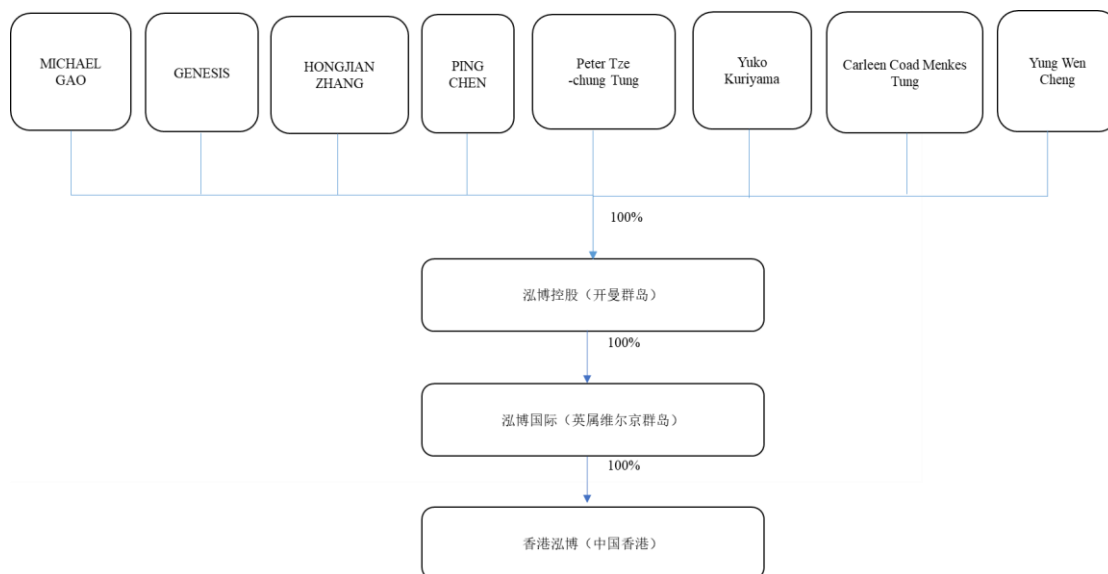 MICHAEL
GAO
GENESIS
HONGJIAN
ZHANG
PING
CHEN
Peter Tze
-chung Tung
Yuko
Kuriyama
Carleen Coad Menkes
Tung
Yung Wen
Cheng
100%
泓博控股（开曼群岛）
100%
泓博国际（英属维尔京群岛）
100%
香港泓博（中国香港）